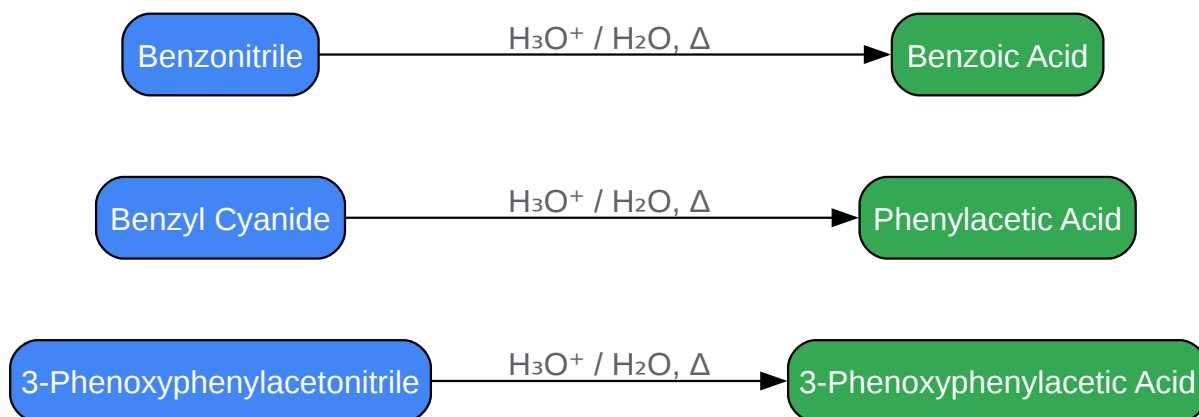 Benzonitrile
H₃O⁺ / H₂O, Δ
Benzoic Acid
Benzyl Cyanide
H₃O⁺ / H₂O, Δ
Phenylacetic Acid
3-Phenoxyphenylacetonitrile
H₃O⁺ / H₂O, Δ
3-Phenoxyphenylacetic Acid